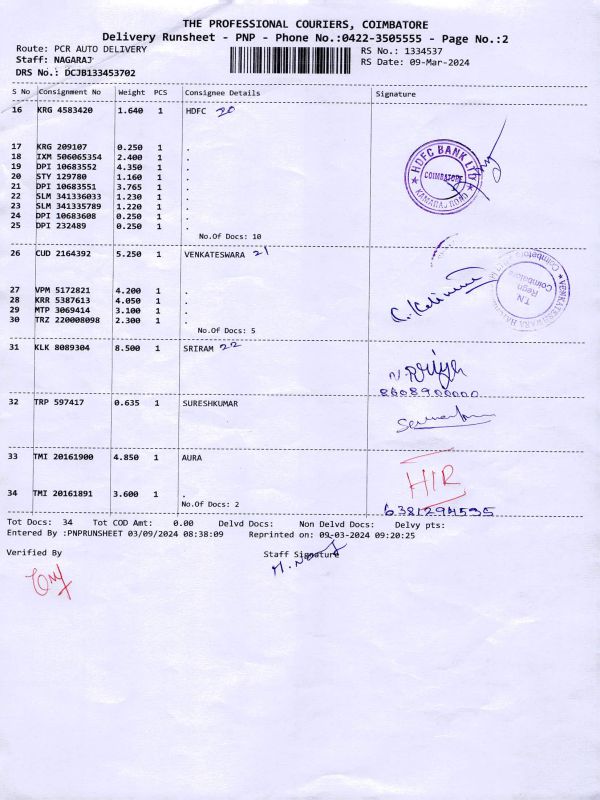 THE PROFESSIONAL COURIERS, COIMBATORE
Delivery Runsheet - PNP - Phone No.:0422-3505555 - Page No.:2
Route: PCR AUTO DELIVERY RS No.: 1334537
Staff: NAGARAJ RS Date: 09-Mar-2024
DRS No.: DCJB133453702
S No Consignment No Weight PCS Consignee Details Signature
16 KRG 4583420 1.640 1 HDFC 20
17 KRG 209107 0.250 1 .
18 IXM 506065354 2.400 1 .
19 DPI 10683552 4.350 1 .
20 STY 129780 1.160 1 .
21 DPI 10683551 3.765 1 .
22 SLM 341336033 1.230 1 .
23 SLM 341335789 1.220 1 .
24 DPI 10683608 0.250 1 .
25 DPI 232489 0.250 1 .
No.Of Docs: 10
HDFC BANK LTD
COIMBATORE
KAMARAJ ROAD
26 CUD 2164392 5.250 1 VENKATESWARA 21
27 VPM 5172821 4.200 1 .
28 KRR 5387613 4.050 1 .
29 MTP 3069414 3.100 1 .
30 TRZ 220008098 2.300 1 .
No.Of Docs: 5
31 KLK 8089304 8.500 1 SRIRAM 22
N. Priya
8608900000
32 TRP 597417 0.635 1 SURESHKUMAR
33 TMI 20161900 4.850 1 AURA
H/R
34 TMI 20161891 3.600 1 .
No.Of Docs: 2
6381294595
Tot Docs: 34 Tot COD Amt: 0.00 Delvd Docs: Non Delvd Docs: Delvy pts:
Entered By :PNPRUNSHEET 03/09/2024 08:38:09 Reprinted on: 09-03-2024 09:20:25
Verified By Staff Signature